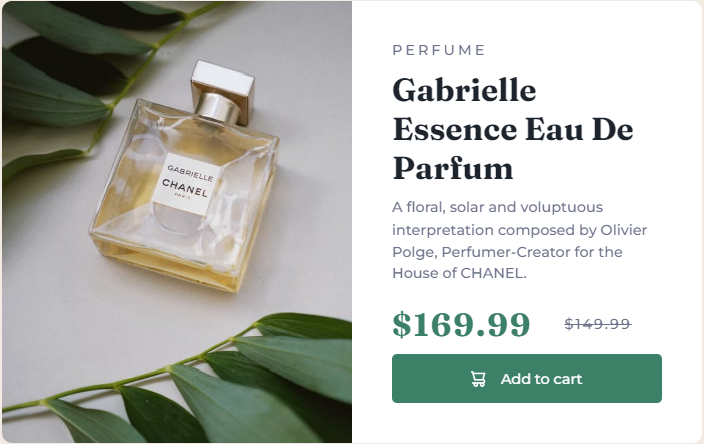 GABRIELLE
CHANEL
PARIS
PERFUME
Gabrielle
Essence Eau De
Parfum
A floral, solar and voluptuous
interpretation composed by Olivier
Polge, Perfumer-Creator for the
House of CHANEL.
$169.99 $149.99
Add to cart